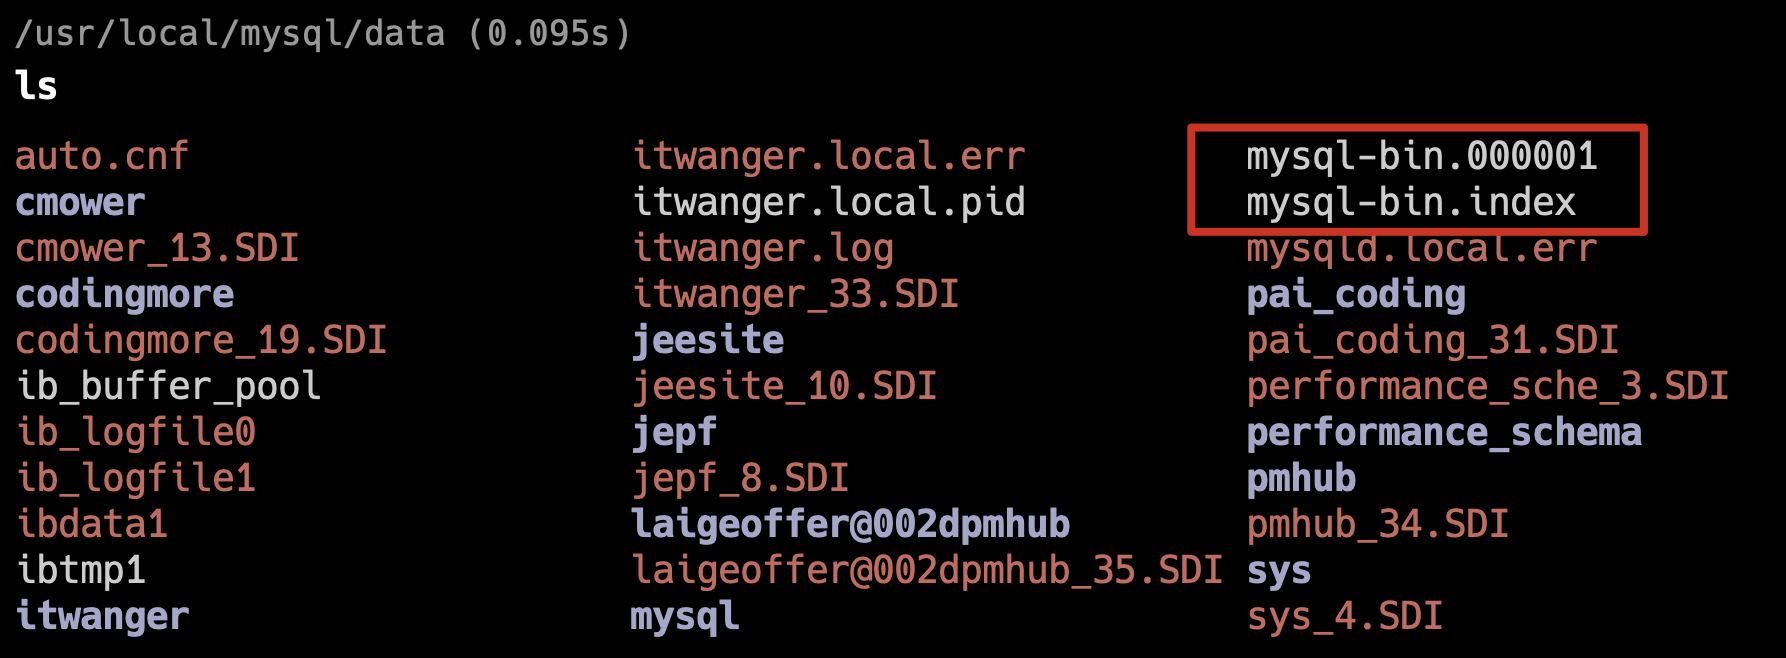 /usr/local/mysql/data (0.095s)
ls
auto.cnf itwanger.local.err mysql-bin.000001
cmower itwanger.local.pid mysql-bin.index
cmower_13.SDI itwanger.log mysqld.local.err
codingmore itwanger_33.SDI pai_coding
codingmore_19.SDI jeesite pai_coding_31.SDI
ib_buffer_pool jeesite_10.SDI performance_sche_3.SDI
ib_logfile0 jepf performance_schema
ib_logfile1 jepf_8.SDI pmhub
ibdata1 laigeoffer@002dpmhub pmhub_34.SDI
ibtmp1 laigeoffer@002dpmhub_35.SDI sys
itwanger mysql sys_4.SDI